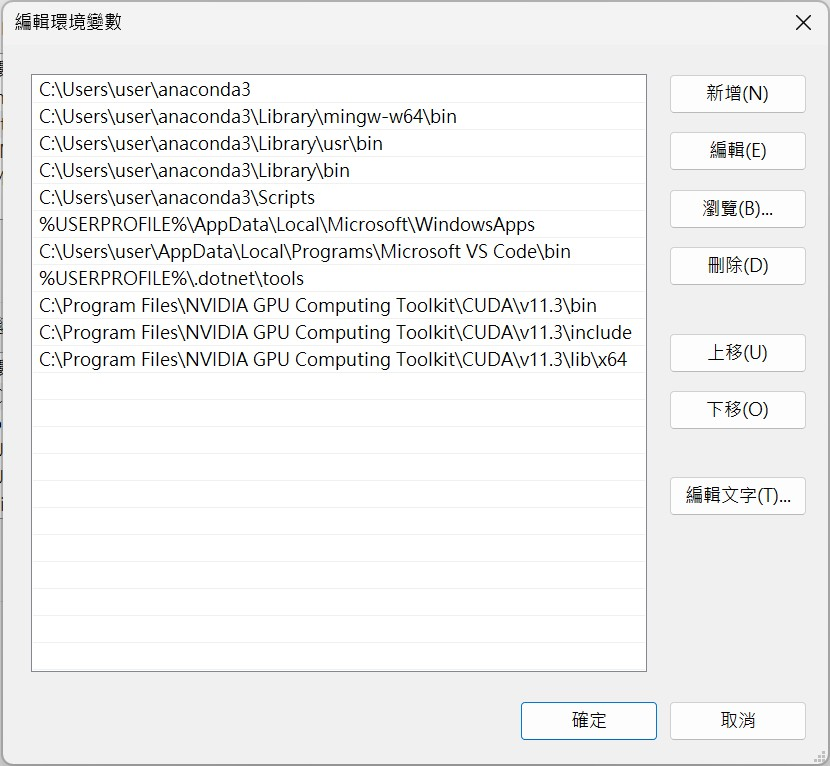 編輯環境變數
C:\Users\user\anaconda3
C:\Users\user\anaconda3\Library\mingw-w64\bin
C:\Users\user\anaconda3\Library\usr\bin
C:\Users\user\anaconda3\Library\bin
C:\Users\user\anaconda3\Scripts
%USERPROFILE%\AppData\Local\Microsoft\WindowsApps
C:\Users\user\AppData\Local\Programs\Microsoft VS Code\bin
%USERPROFILE%\.dotnet\tools
C:\Program Files\NVIDIA GPU Computing Toolkit\CUDA\v11.3\bin
C:\Program Files\NVIDIA GPU Computing Toolkit\CUDA\v11.3\include
C:\Program Files\NVIDIA GPU Computing Toolkit\CUDA\v11.3\lib\x64
新增(N)
編輯(E)
瀏覽(B)...
刪除(D)
上移(U)
下移(O)
編輯文字(T)...
確定
取消